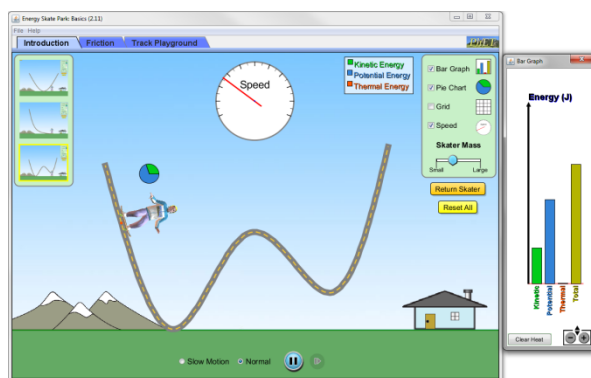 Energy Skate Park: Basics (2.11)
File Help
Introduction
Friction
Track Playground
Speed
Kinetic Energy
Potential Energy
Thermal Energy
Bar Graph
Pie Chart
Grid
Speed
Skater Mass
Small Large
Return Skater
Reset All
Slow Motion Normal
Bar Graph
Energy (J)
Kinetic
Potential
Thermal
Total
Clear Heat